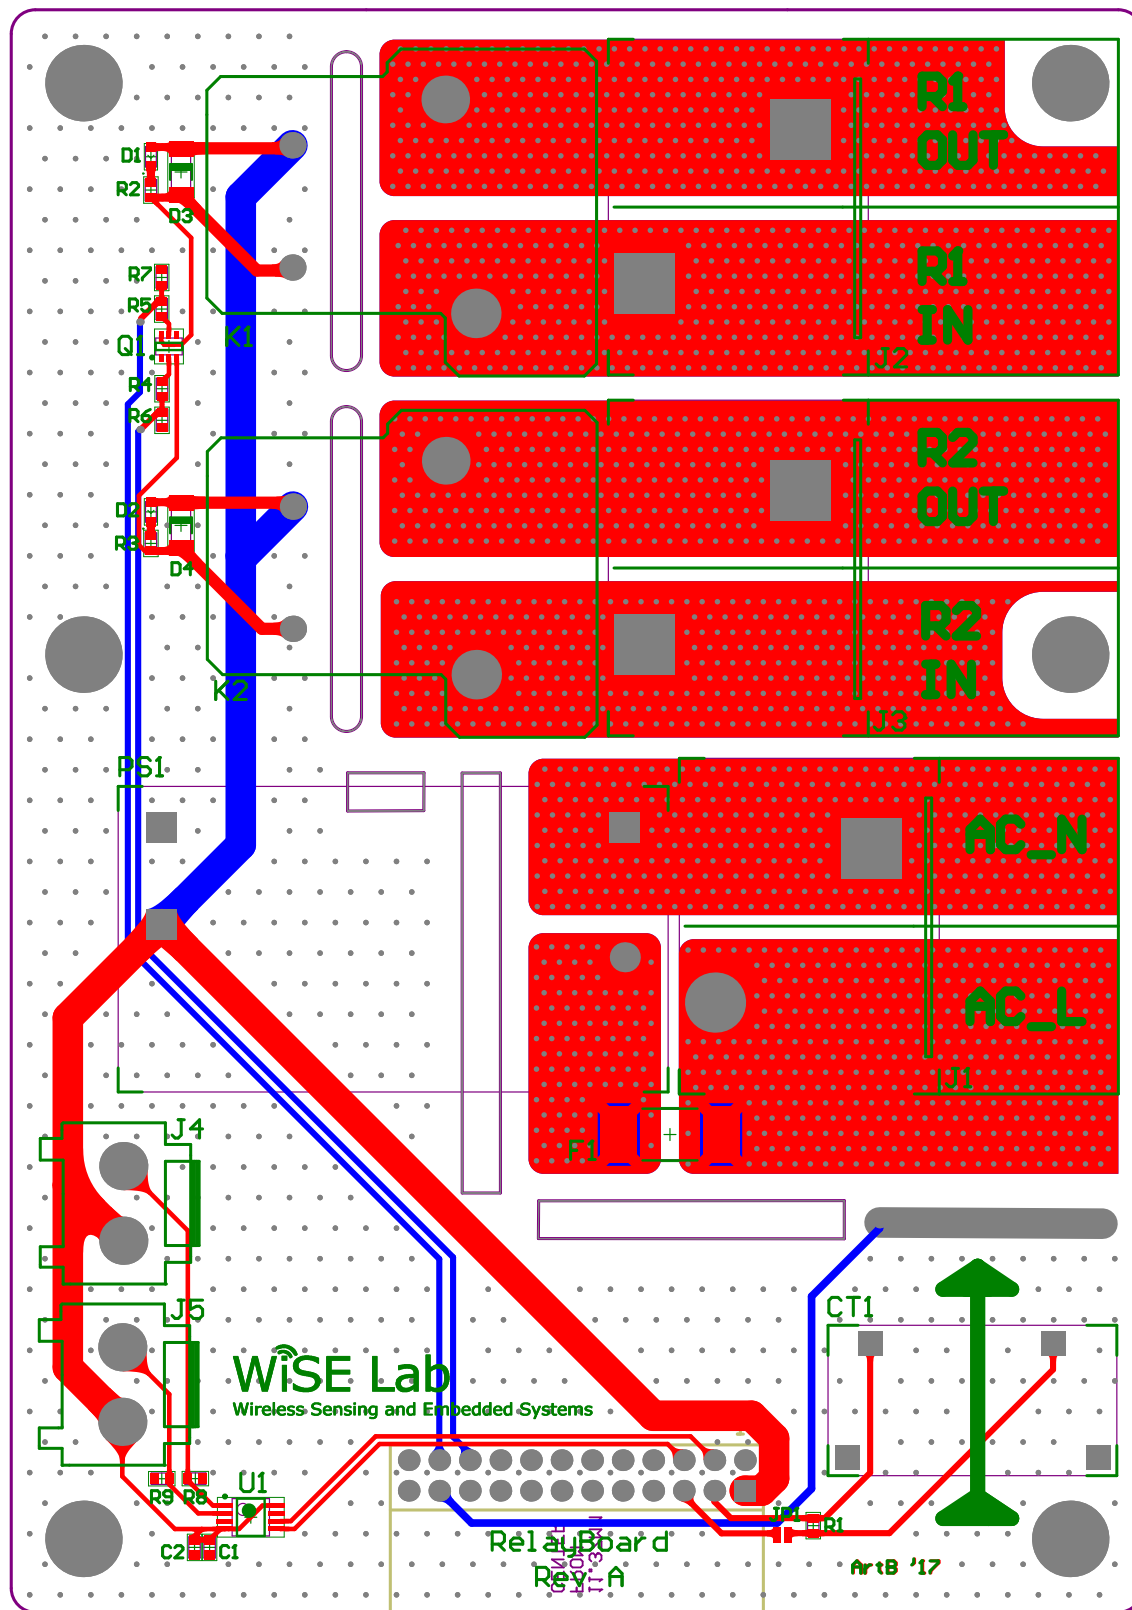 R1
OUT
D1
R2
D3
R1
IN
R7
R5
Q1
K1
J2
R4
R6
R2
OUT
D2
R3
D4
R2
IN
K2
J3
PS1
AC_N
AC_L
J1
J4
F1
J5
CT1
WiSE Lab
Wireless Sensing and Embedded Systems
U1
R9
R8
JP1
R1
C2
C1
RelayBoard
Rev A
ArtB '17